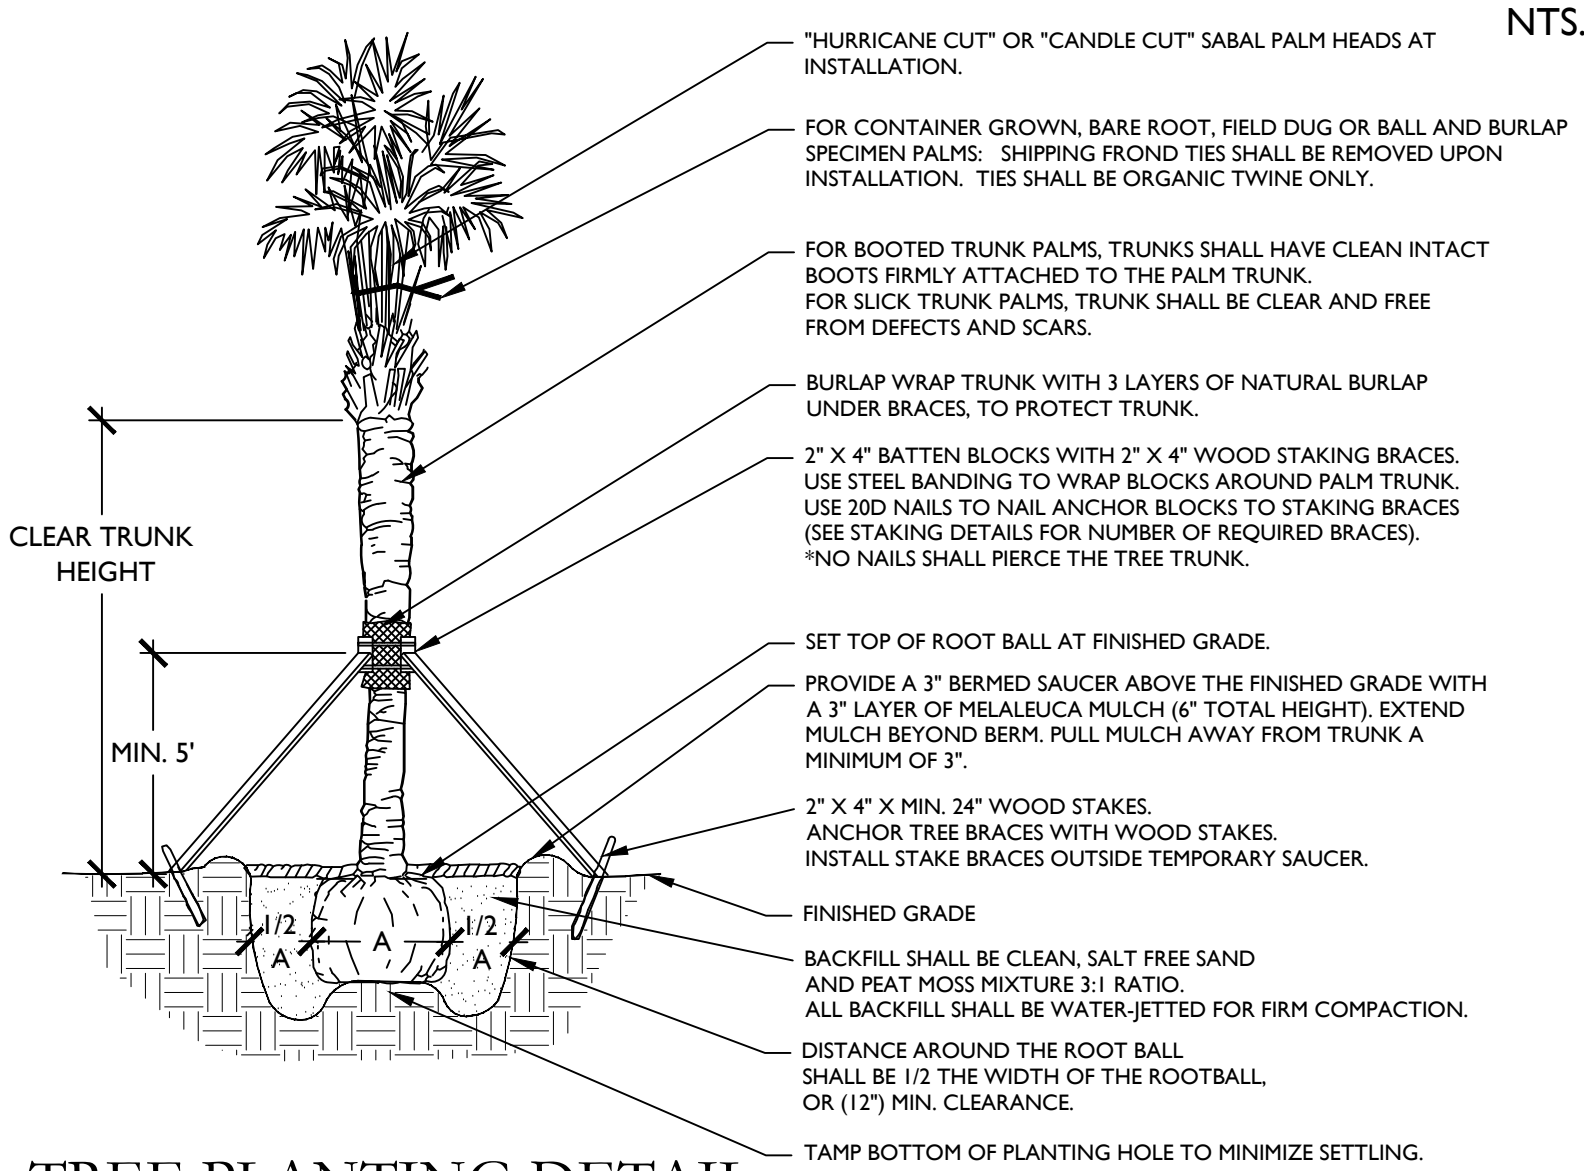 NTS.
"HURRICANE CUT" OR "CANDLE CUT" SABAL PALM HEADS AT
INSTALLATION.
FOR CONTAINER GROWN, BARE ROOT, FIELD DUG OR BALL AND BURLAP
SPECIMEN PALMS: SHIPPING FROND TIES SHALL BE REMOVED UPON
INSTALLATION. TIES SHALL BE ORGANIC TWINE ONLY.
FOR BOOTED TRUNK PALMS, TRUNKS SHALL HAVE CLEAN INTACT
BOOTS FIRMLY ATTACHED TO THE PALM TRUNK.
FOR SLICK TRUNK PALMS, TRUNK SHALL BE CLEAR AND FREE
FROM DEFECTS AND SCARS.
BURLAP WRAP TRUNK WITH 3 LAYERS OF NATURAL BURLAP
UNDER BRACES, TO PROTECT TRUNK.
2" X 4" BATTEN BLOCKS WITH 2" X 4" WOOD STAKING BRACES.
USE STEEL BANDING TO WRAP BLOCKS AROUND PALM TRUNK.
USE 20D NAILS TO NAIL ANCHOR BLOCKS TO STAKING BRACES
(SEE STAKING DETAILS FOR NUMBER OF REQUIRED BRACES).
*NO NAILS SHALL PIERCE THE TREE TRUNK.
CLEAR TRUNK
HEIGHT
SET TOP OF ROOT BALL AT FINISHED GRADE.
PROVIDE A 3" BERMED SAUCER ABOVE THE FINISHED GRADE WITH
A 3" LAYER OF MELALEUCA MULCH (6" TOTAL HEIGHT). EXTEND
MULCH BEYOND BERM. PULL MULCH AWAY FROM TRUNK A
MINIMUM OF 3".
MIN. 5'
2" X 4" X MIN. 24" WOOD STAKES.
ANCHOR TREE BRACES WITH WOOD STAKES.
INSTALL STAKE BRACES OUTSIDE TEMPORARY SAUCER.
FINISHED GRADE
1/2
A
A
1/2
A
BACKFILL SHALL BE CLEAN, SALT FREE SAND
AND PEAT MOSS MIXTURE 3:1 RATIO.
ALL BACKFILL SHALL BE WATER-JETTED FOR FIRM COMPACTION.
DISTANCE AROUND THE ROOT BALL
SHALL BE 1/2 THE WIDTH OF THE ROOTBALL,
OR (12") MIN. CLEARANCE.
TAMP BOTTOM OF PLANTING HOLE TO MINIMIZE SETTLING.
TREE PLANTING DETAIL